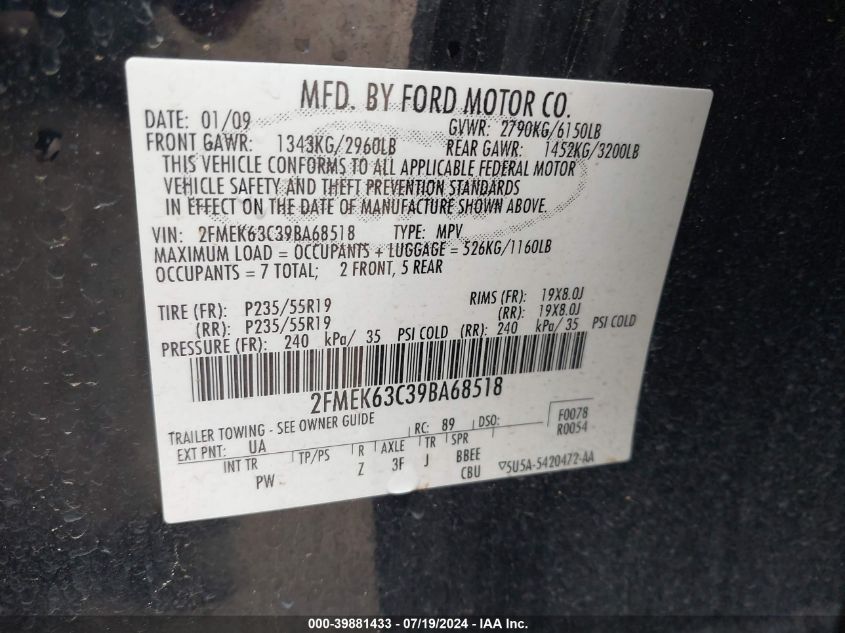 MFD. BY FORD MOTOR CO.
DATE: 01/09 GVWR: 2790KG/6150LB
FRONT GAWR: 1343KG/2960LB REAR GAWR: 1452KG/3200LB
THIS VEHICLE CONFORMS TO ALL APPLICABLE FEDERAL MOTOR
VEHICLE SAFETY AND THEFT PREVENTION STANDARDS
IN EFFECT ON THE DATE OF MANUFACTURE SHOWN ABOVE.
VIN: 2FMEK63C39BA68518 TYPE: MPV
MAXIMUM LOAD = OCCUPANTS + LUGGAGE = 526KG/1160LB
OCCUPANTS = 7 TOTAL; 2 FRONT, 5 REAR
TIRE (FR): P235/55R19 RIMS (FR): 19X8.0J
(RR): P235/55R19 (RR): 19X8.0J
PRESSURE (FR): 240 kPa/ 35 PSI COLD (RR): 240 kPa/ 35 PSI COLD
2FMEK63C39BA68518
TRAILER TOWING - SEE OWNER GUIDE RC: 89 DSO: F0078
EXT PNT: UA R0054
INT TR TP/PS R AXLE TR SPR
PW Z 3F J BBEE
CBU 5U5A-5420472-AA
000-39881433 / 07/19/2024 - IAA Inc.